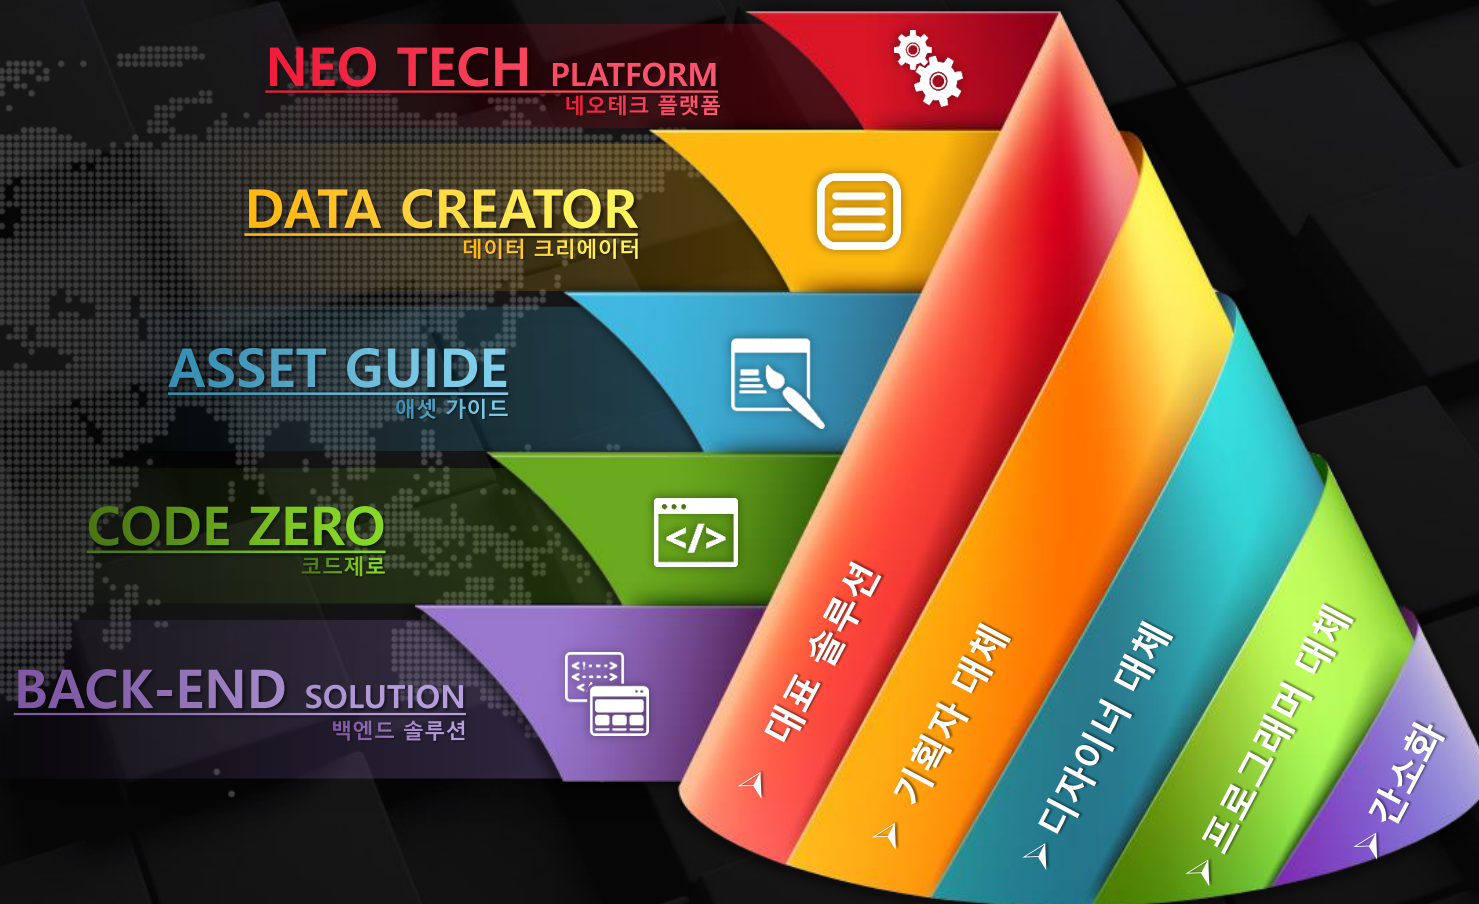 NEO TECH PLATFORM
네오테크 플랫폼
DATA CREATOR
데이터 크리에이터
ASSET GUIDE
애셋 가이드
CODE ZERO
코드제로
BACK-END SOLUTION
백엔드 솔루션
대표 솔루션
기획자 대체
디자이너 대체
프로그래머 대체
간소화